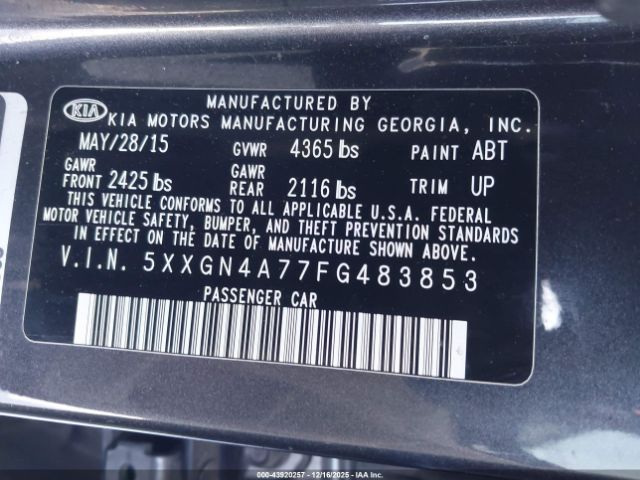 MANUFACTURED BY
KIA KIA MOTORS MANUFACTURING GEORGIA, INC.
MAY/28/15 GVWR 4365 lbs PAINT ABT
GAWR FRONT 2425 lbs GAWR REAR 2116 lbs TRIM UP
THIS VEHICLE CONFORMS TO ALL APPLICABLE U.S.A. FEDERAL
MOTOR VEHICLE SAFETY, BUMPER, AND THEFT PREVENTION STANDARDS
IN EFFECT ON THE DATE OF MANUFACTURE SHOWN ABOVE.
V.I.N. 5XXGN4A77FG483853
PASSENGER CAR
000-43920257 - 12/16/2025 - IAAI, Inc.